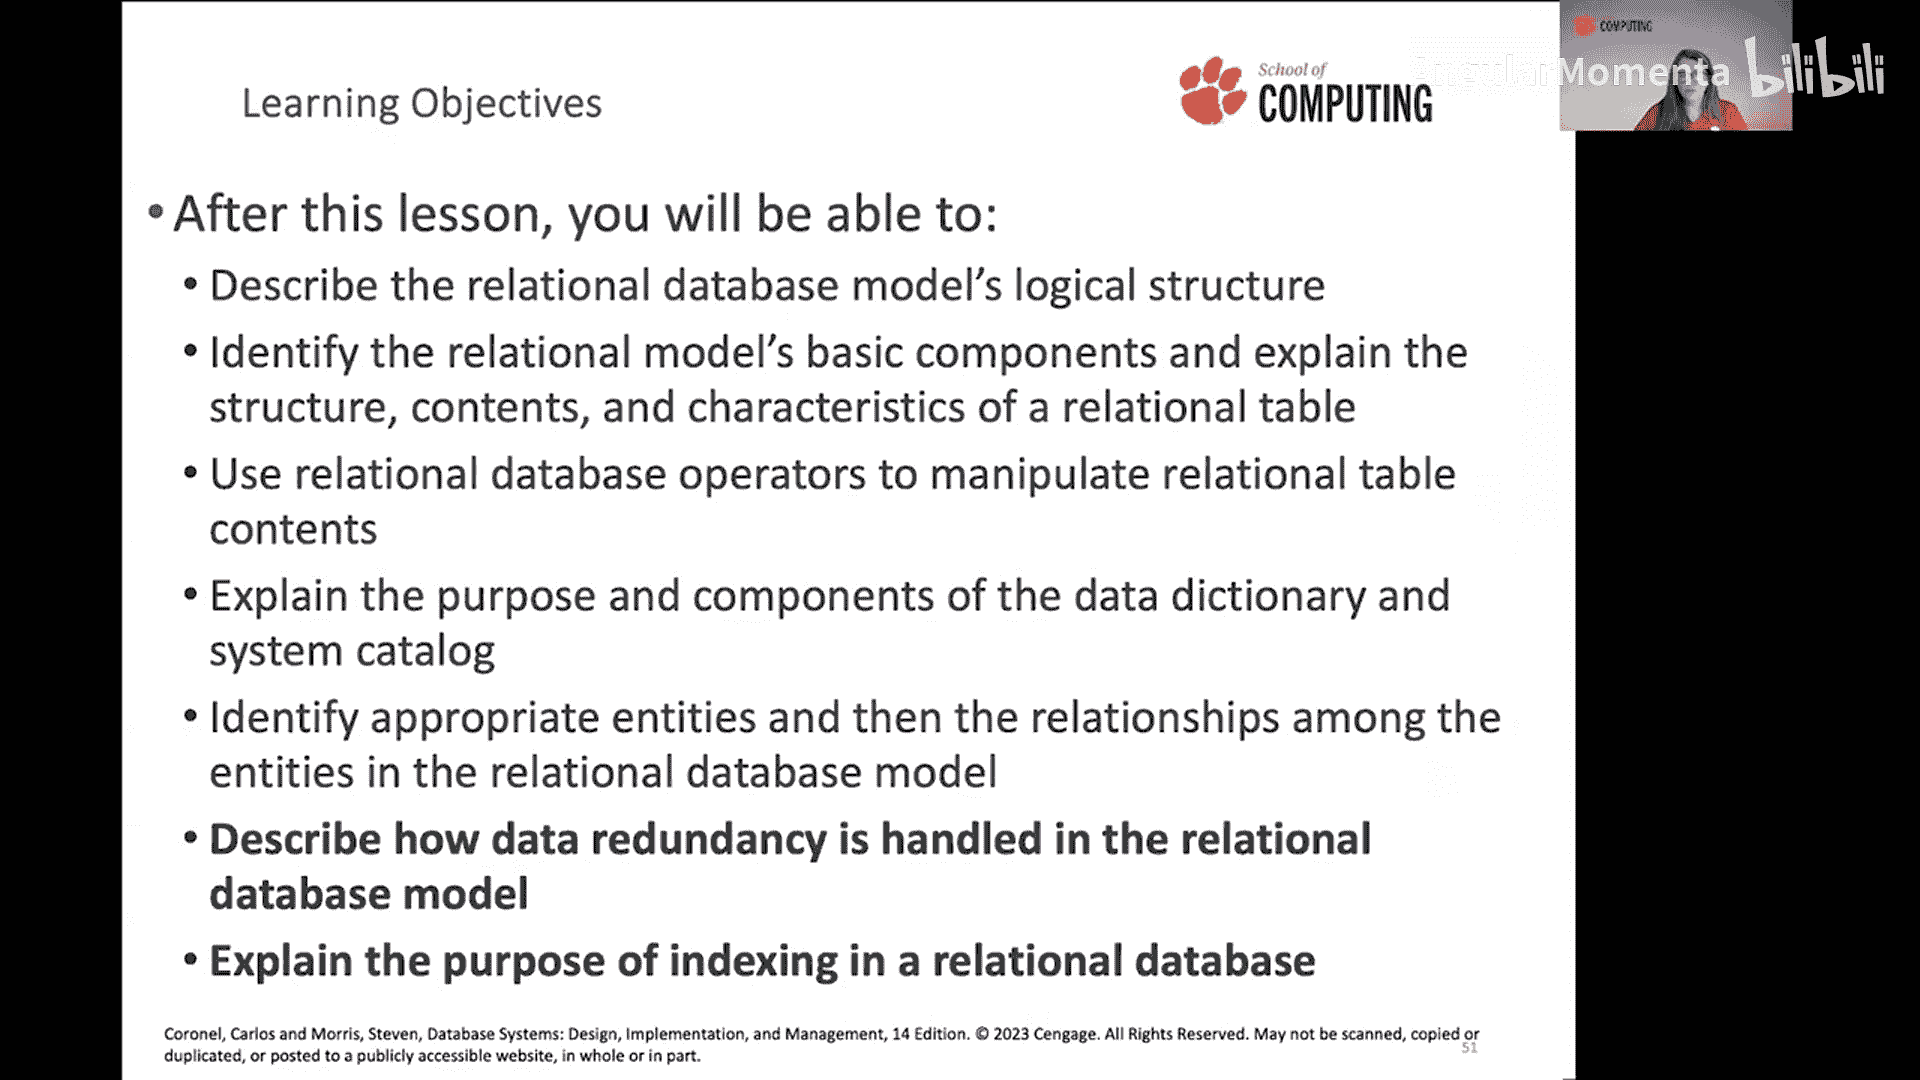 Learning Objectives
School of
COMPUTING
COMPUTING
ngularMomenta bilibili
• After this lesson, you will be able to:
• Describe the relational database model’s logical structure
• Identify the relational model’s basic components and explain the
structure, contents, and characteristics of a relational table
• Use relational database operators to manipulate relational table
contents
• Explain the purpose and components of the data dictionary and
system catalog
• Identify appropriate entities and then the relationships among the
entities in the relational database model
• Describe how data redundancy is handled in the relational
database model
• Explain the purpose of indexing in a relational database
Coronel, Carlos and Morris, Steven, Database Systems: Design, Implementation, and Management, 14 Edition. © 2023 Cengage. All Rights Reserved. May not be scanned, copied or
duplicated, or posted to a publicly accessible website, in whole or in part.
51